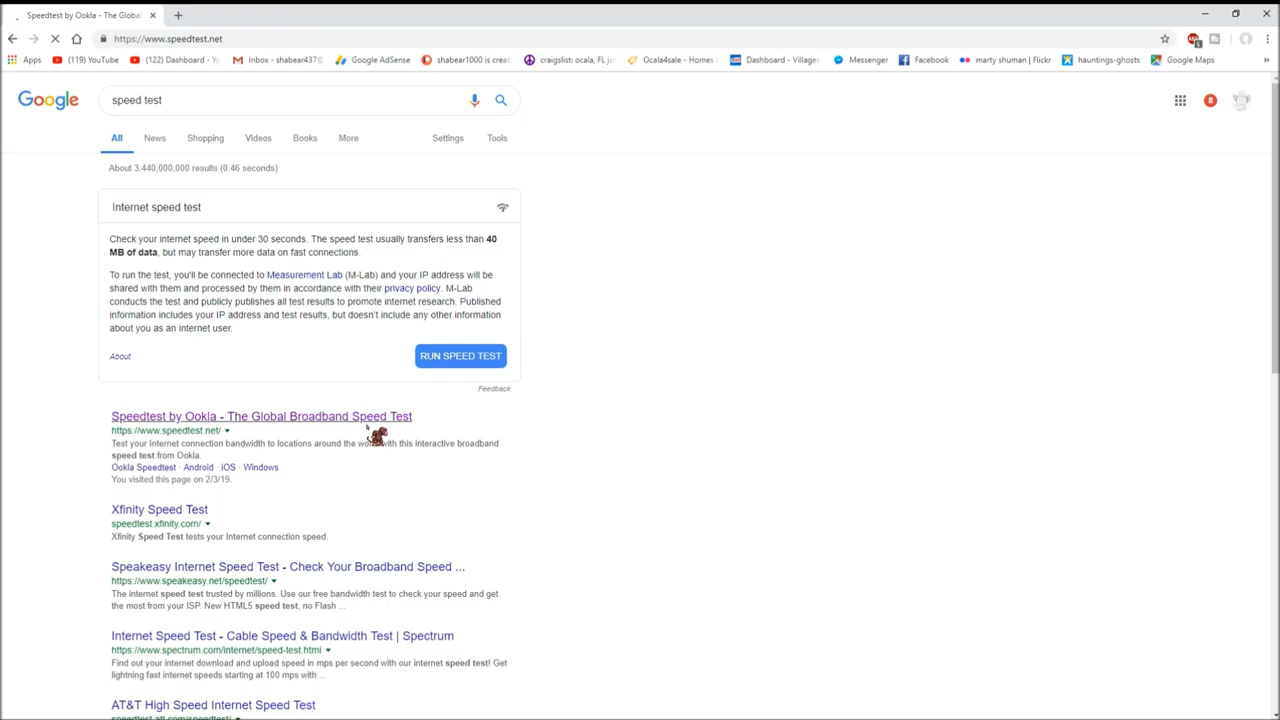 Speedtest by Ookla - The Global
https://www.speedtest.net
Apps (119) YouTube (122) Dashboard - Yo Inbox - shabear437@ Google AdSense shabear1000 is creat craigslist: ocala, FL jo Ocala4sale - Homes Dashboard - Villages Messenger Facebook marty shuman | Flickr hauntings-ghosts Google Maps »
Google speed test 8
All News Shopping Videos Books More Settings Tools
About 3,440,000,000 results (0.46 seconds)
Internet speed test
Check your internet speed in under 30 seconds. The speed test usually transfers less than 40
MB of data, but may transfer more data on fast connections.
To run the test, you'll be connected to Measurement Lab (M-Lab) and your IP address will be
shared with them and processed by them in accordance with their privacy policy. M-Lab
conducts the test and publicly publishes all test results to promote internet research. Published
information includes your IP address and test results, but doesn't include any other information
about you as an internet user.
About RUN SPEED TEST
Feedback
Speedtest by Ookla - The Global Broadband Speed Test
https://www.speedtest.net/
Test your Internet connection bandwidth to locations around the with this interactive broadband
speed test from Ookla.
Ookla Speedtest · Android · iOS · Windows
You visited this page on 2/3/19.
Xfinity Speed Test
speedtest.xfinity.com/
Xfinity Speed Test tests your Internet connection speed.
Speakeasy Internet Speed Test - Check Your Broadband Speed ...
https://www.speakeasy.net/speedtest/
The internet speed test trusted by millions. Use our free bandwidth test to check your speed and get
the most from your ISP. New HTML5 speed test, no Flash ...
Internet Speed Test - Cable Speed & Bandwidth Test | Spectrum
https://www.spectrum.com/internet/speed-test.html
Find out your internet download and upload speed in mps per second with our internet speed test! Get
lightning fast internet speeds starting at 100 mps with ...
AT&T High Speed Internet Speed Test
speedtest.att.com/speedtest/